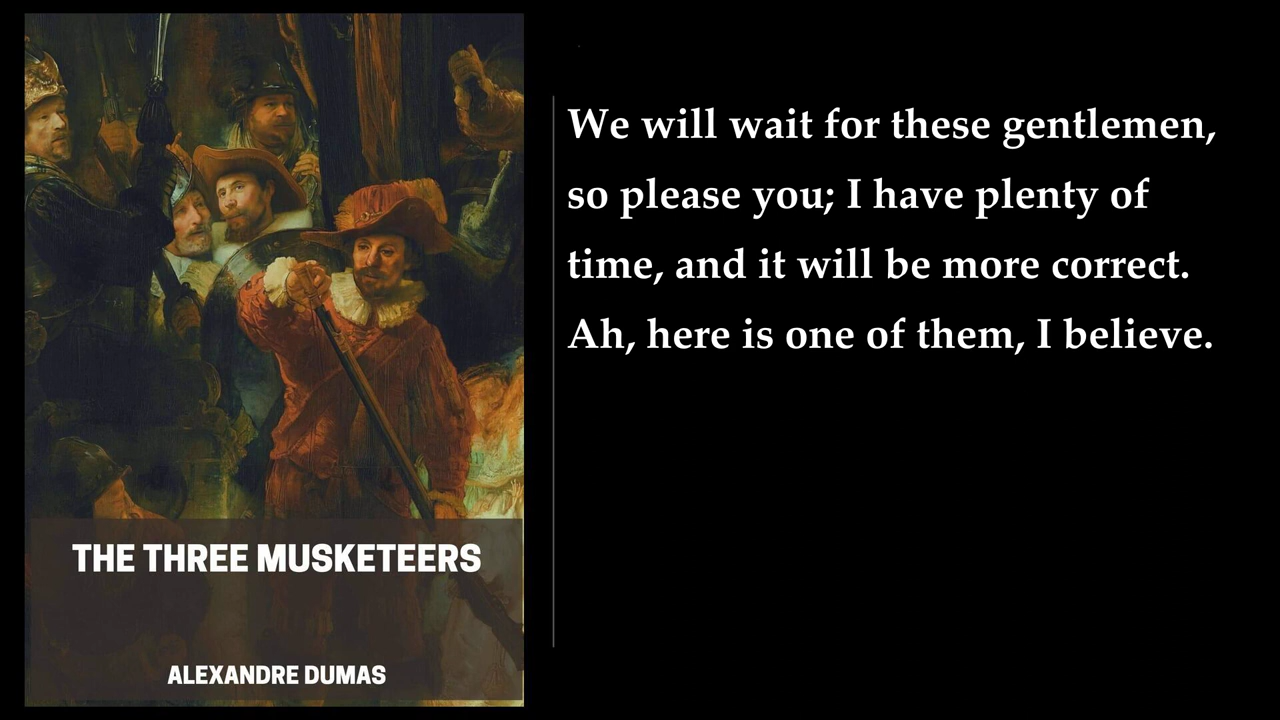 THE THREE MUSKETEERS
ALEXANDRE DUMAS
We will wait for these gentlemen,
so please you; I have plenty of
time, and it will be more correct.
Ah, here is one of them, I believe.